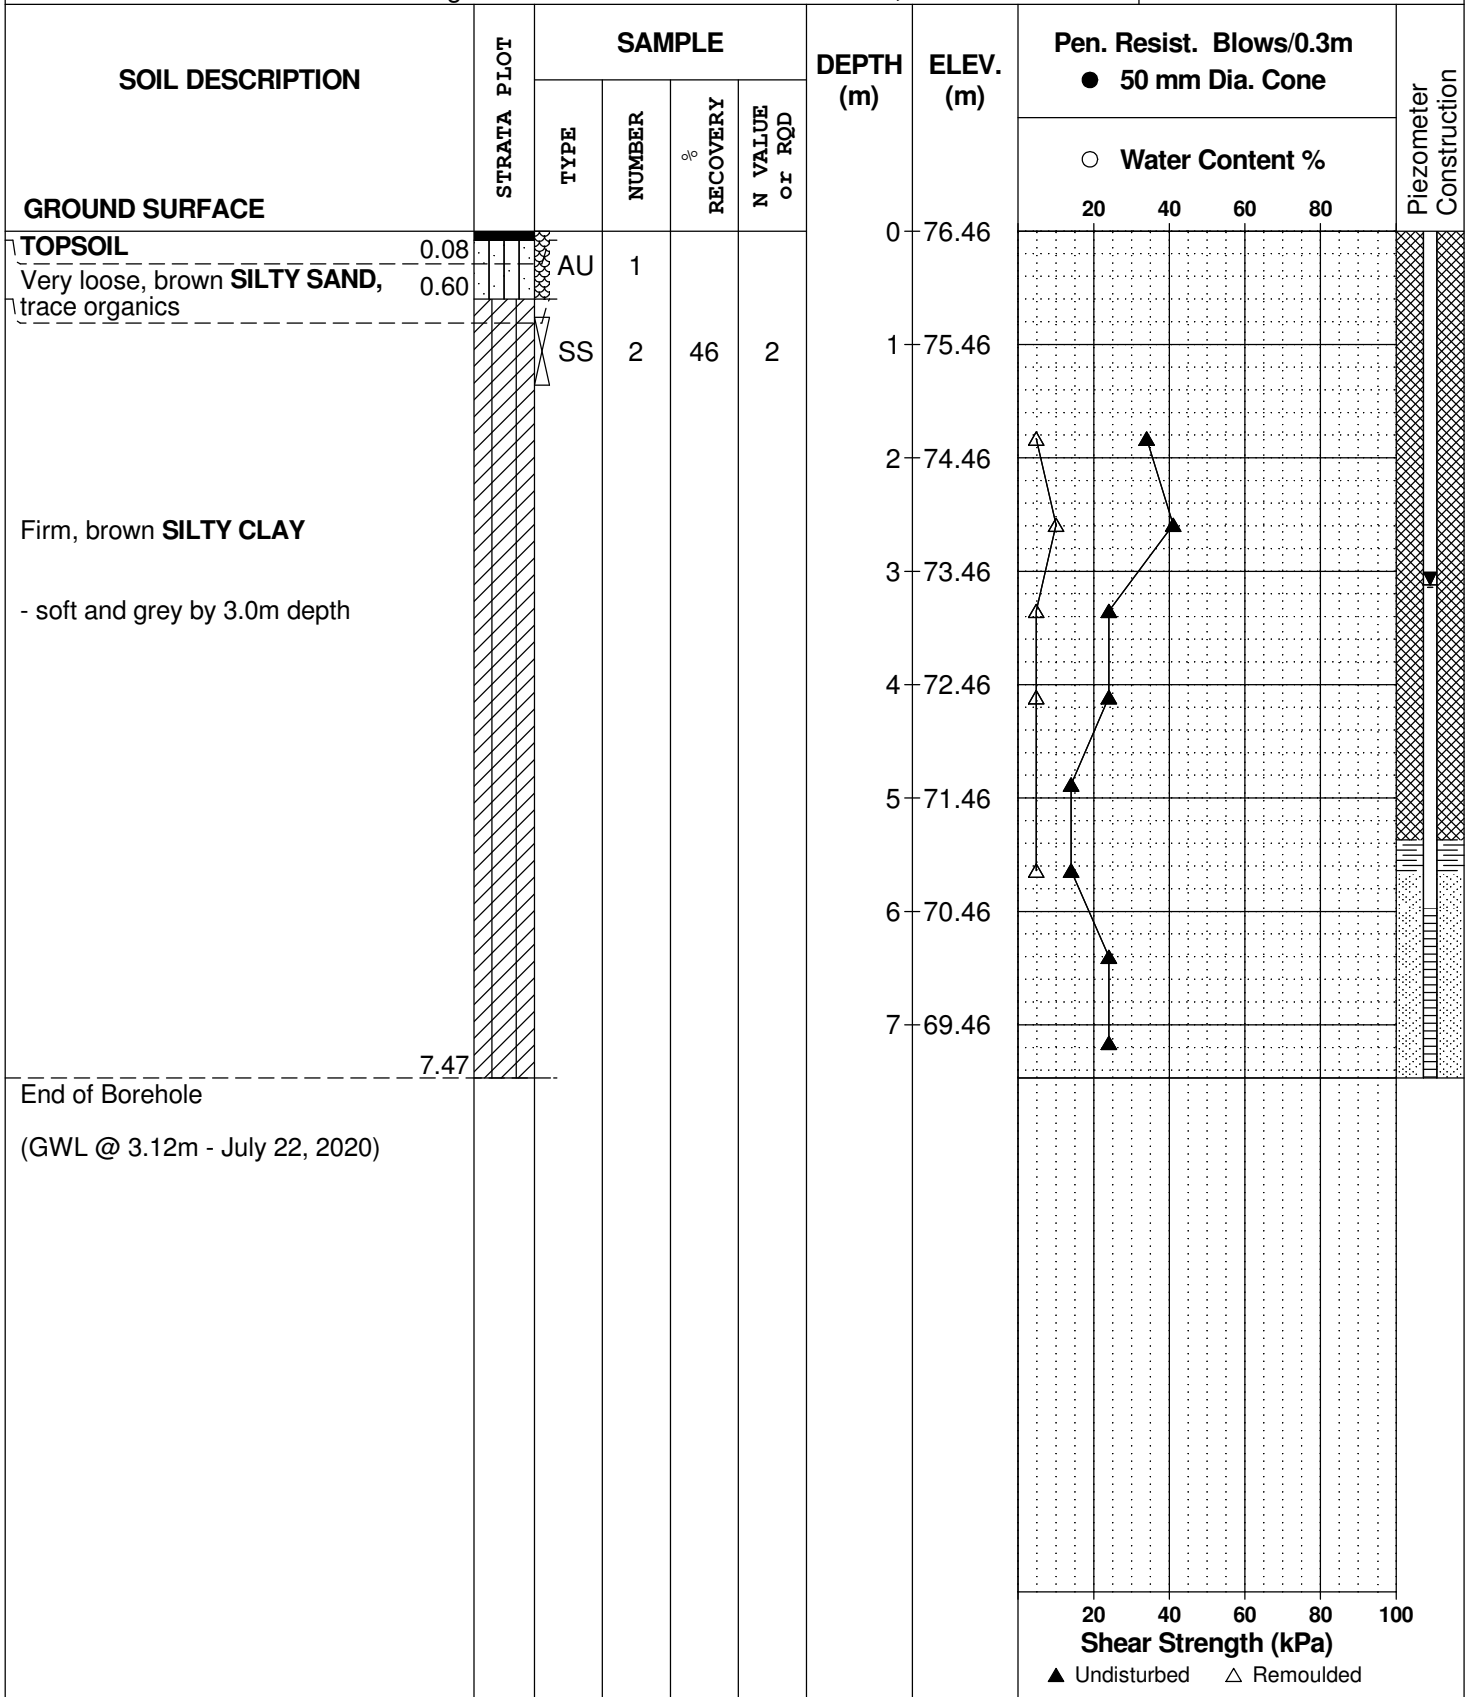 SOIL DESCRIPTION
GROUND SURFACE
STRATA PLOT
SAMPLE
TYPE
NUMBER
% RECOVERY
N VALUE or RQD
DEPTH (m)
ELEV. (m)
Pen. Resist. Blows/0.3m
● 50 mm Dia. Cone
○ Water Content %
20 40 60 80
Piezometer Construction
TOPSOIL 0.08
Very loose, brown SILTY SAND, 0.60
trace organics
AU 1
SS 2 46 2
0 76.46
1 75.46
2 74.46
Firm, brown SILTY CLAY
3 73.46
- soft and grey by 3.0m depth
4 72.46
5 71.46
6 70.46
7 69.46
7.47
End of Borehole
(GWL @ 3.12m - July 22, 2020)
20 40 60 80 100
Shear Strength (kPa)
▲ Undisturbed △ Remoulded